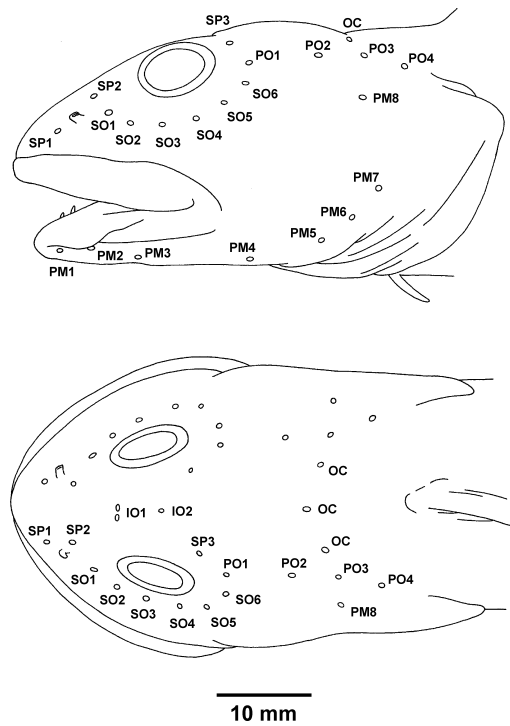 SP3 OC
PO1 PO2 PO3 PO4
SP2 SO6 PM8
SO1 SO5
SP1 SO2 SO3 SO4
PM7
PM6
PM5
PM1 PM2 PM3 PM4
OC
IO1 IO2 OC
SP1 SP2 SP3 OC
PO1 PO2 PO3 PO4
SO1 SO2 SO3 SO4 SO5 SO6 PM8
10 mm